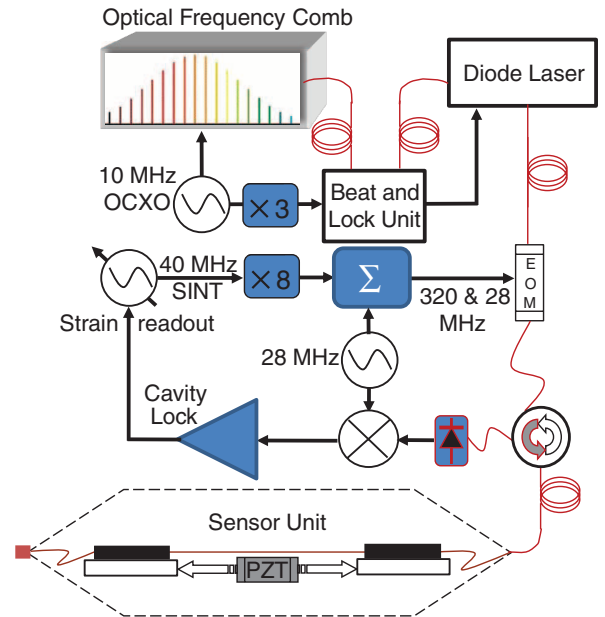 Optical Frequency Comb
Diode Laser
10 MHz
OCXO
× 3
Beat and
Lock Unit
40 MHz
SINT
× 8
Σ
320 & 28
MHz
E
O
M
Strain readout
28 MHz
Cavity
Lock
Sensor Unit
PZT